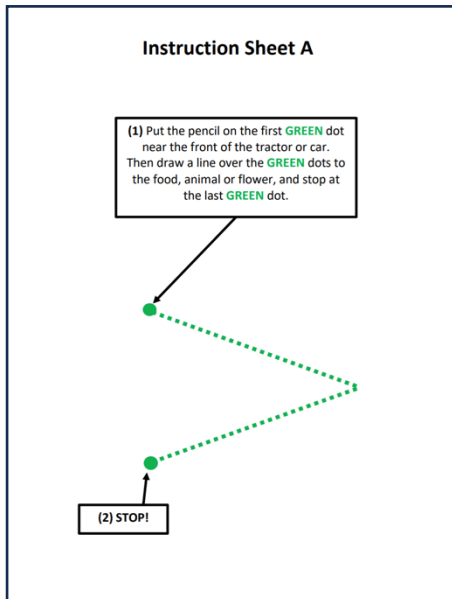 Instruction Sheet A
(1) Put the pencil on the first GREEN dot
near the front of the tractor or car.
Then draw a line over the GREEN dots to
the food, animal or flower, and stop at
the last GREEN dot.
(2) STOP!